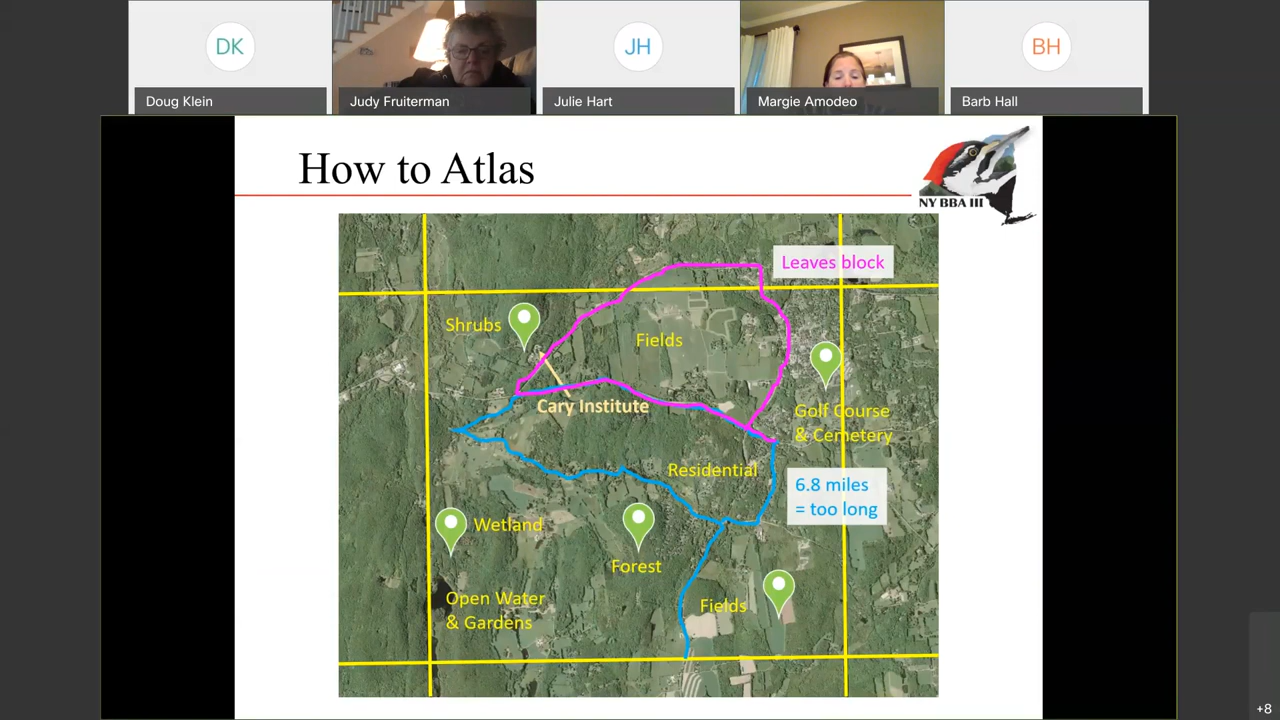 DK
JH
BH
Doug Klein
Judy Fruiterman
Julie Hart
Margie Amodeo
Barb Hall
How to Atlas
NY BBA III
Leaves block
Shrubs
Fields
Cary Institute
Golf Course
& Cemetery
Residential
6.8 miles
= too long
Wetland
Forest
Open Water
& Gardens
Fields
+8